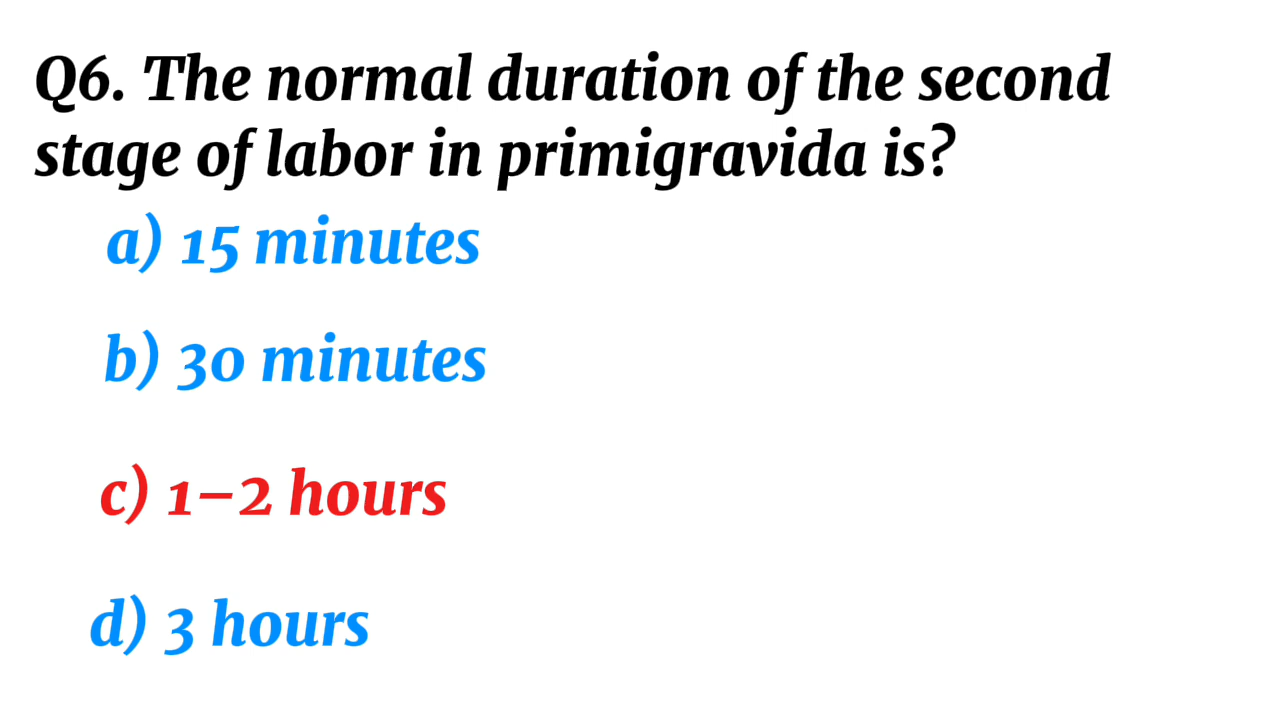 Q6. The normal duration of the second
stage of labor in primigravida is?
a) 15 minutes
b) 30 minutes
c) 1–2 hours
d) 3 hours